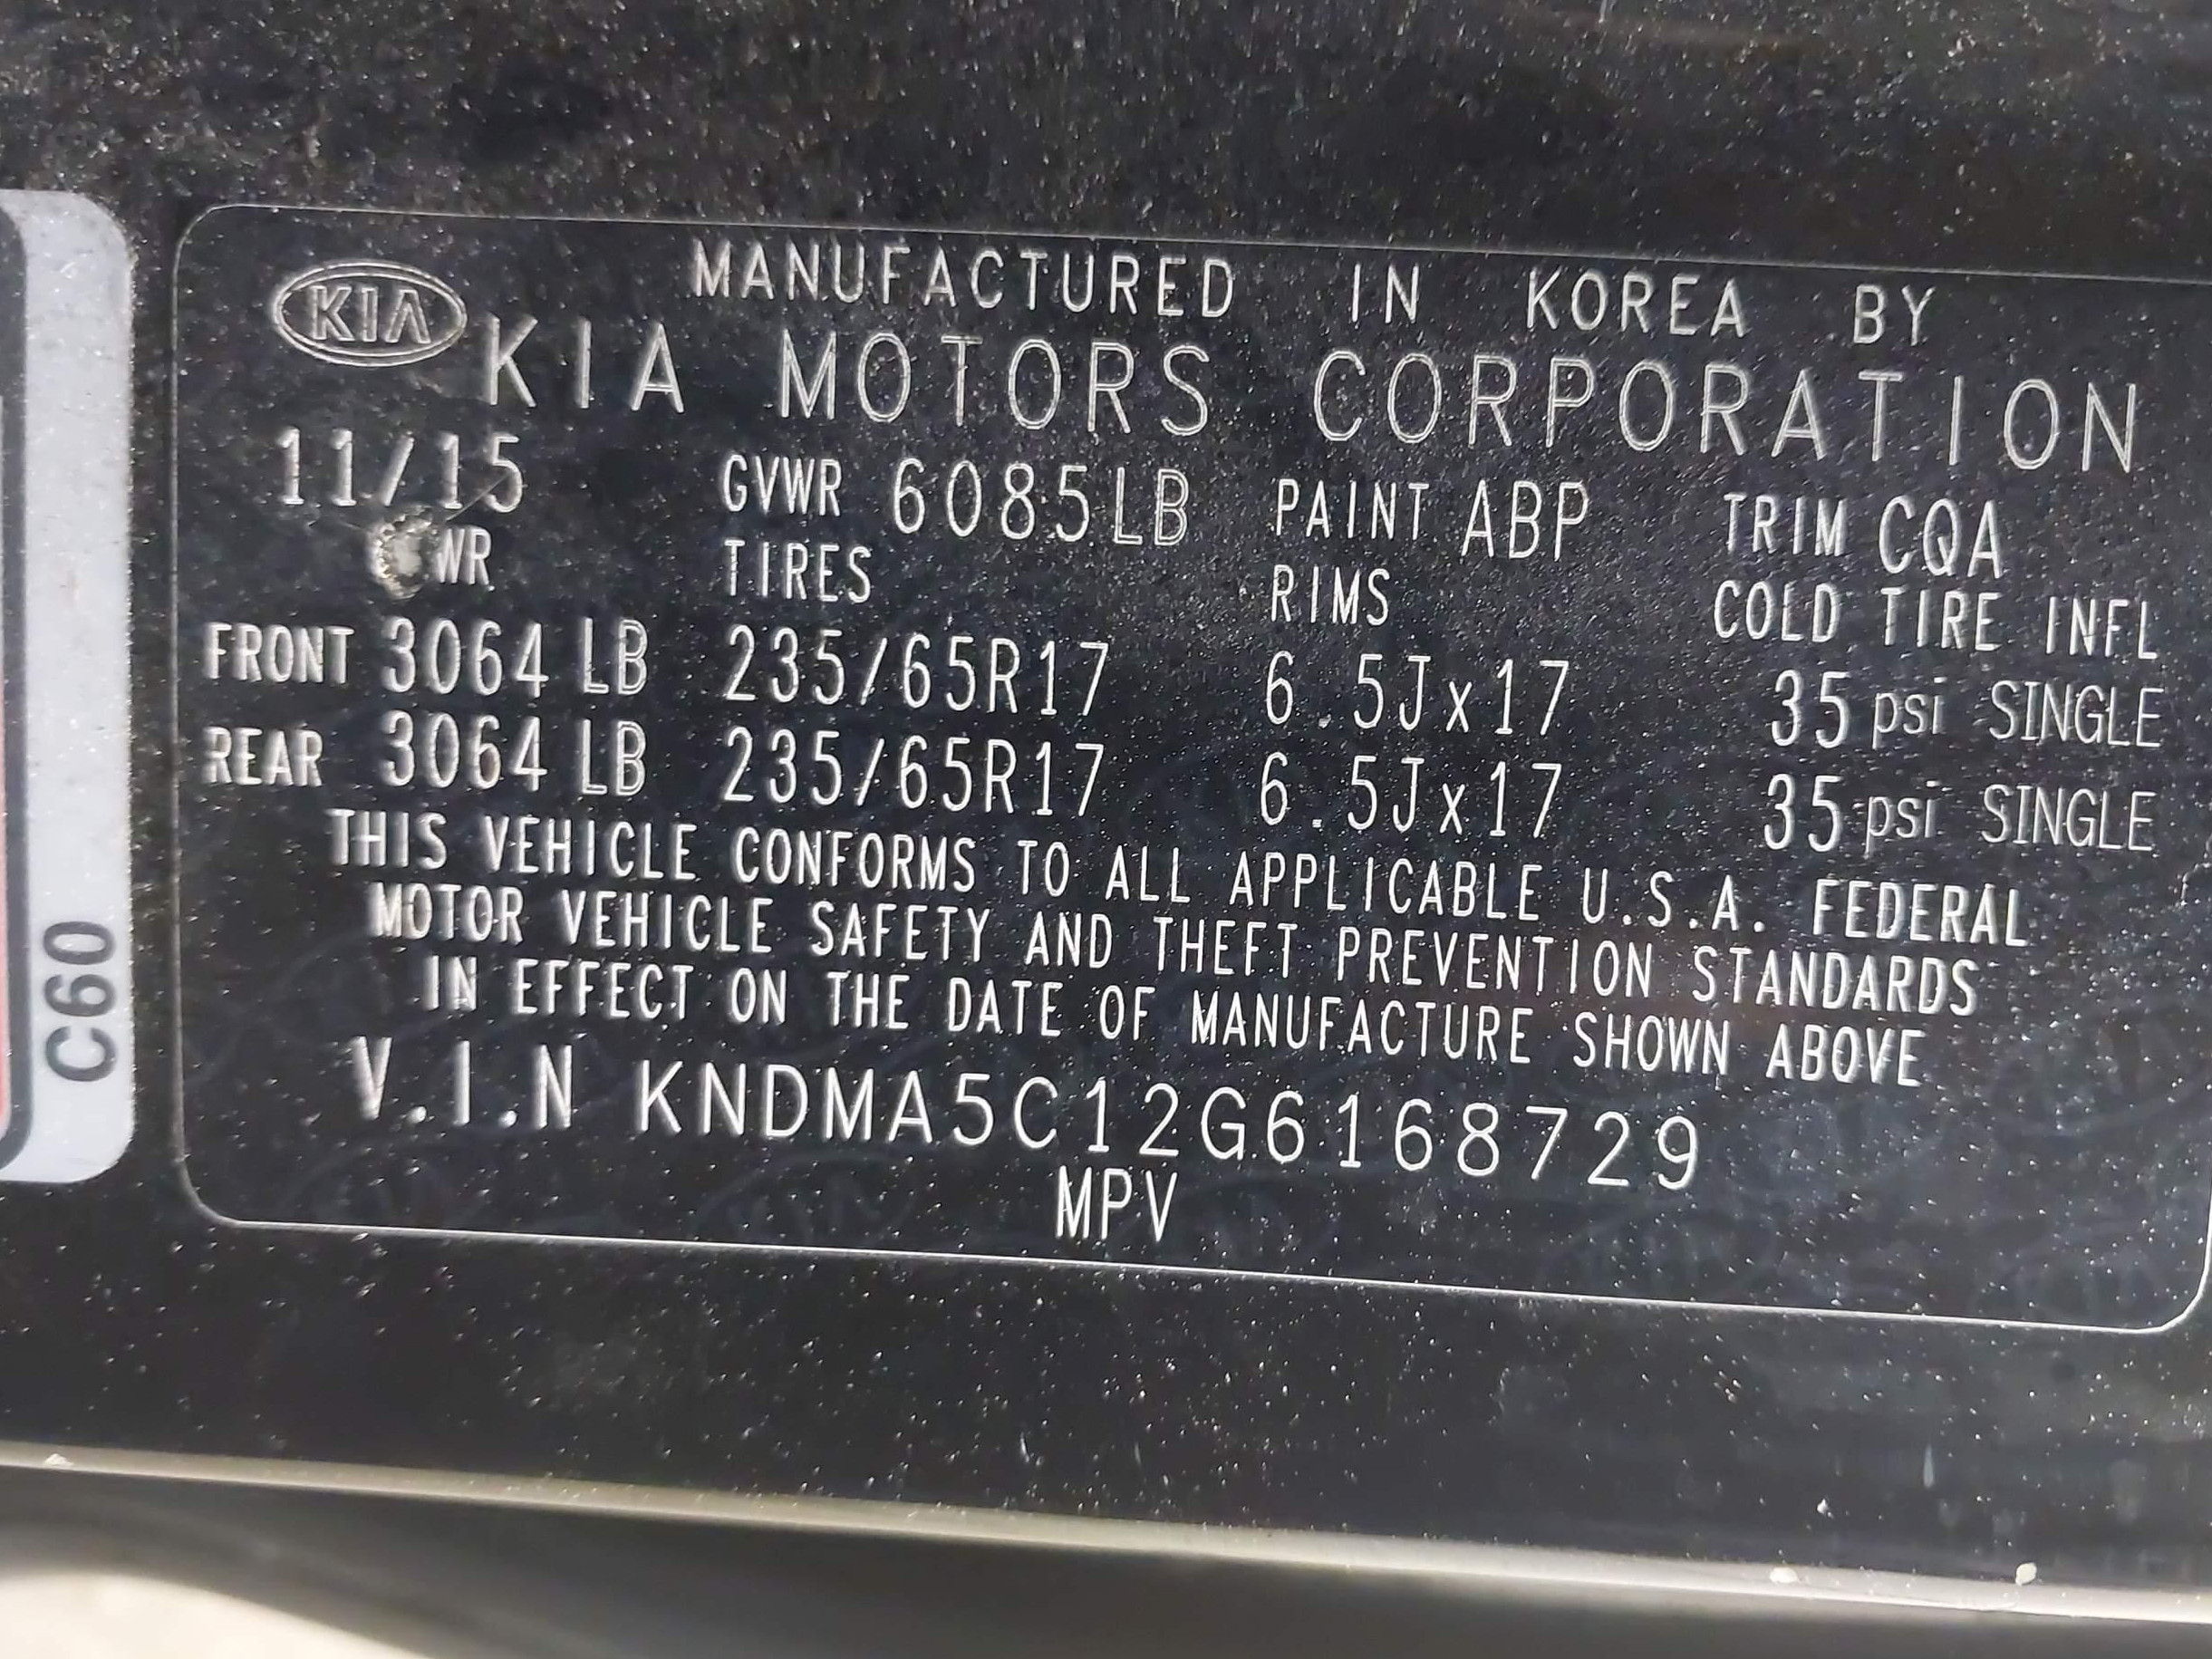 MANUFACTURED IN KOREA BY
KIA KIA MOTORS CORPORATION
11/15 GVWR 6085LB PAINT ABP TRIM CQA
WR TIRES RIMS COLD TIRE INFL
FRONT 3064 LB 235/65R17 6.5Jx17 35 psi SINGLE
REAR 3064 LB 235/65R17 6.5Jx17 35 psi SINGLE
THIS VEHICLE CONFORMS TO ALL APPLICABLE U.S.A. FEDERAL
MOTOR VEHICLE SAFETY AND THEFT PREVENTION STANDARDS
IN EFFECT ON THE DATE OF MANUFACTURE SHOWN ABOVE
V.I.N KNDMA5C12G6168729
MPV
C60